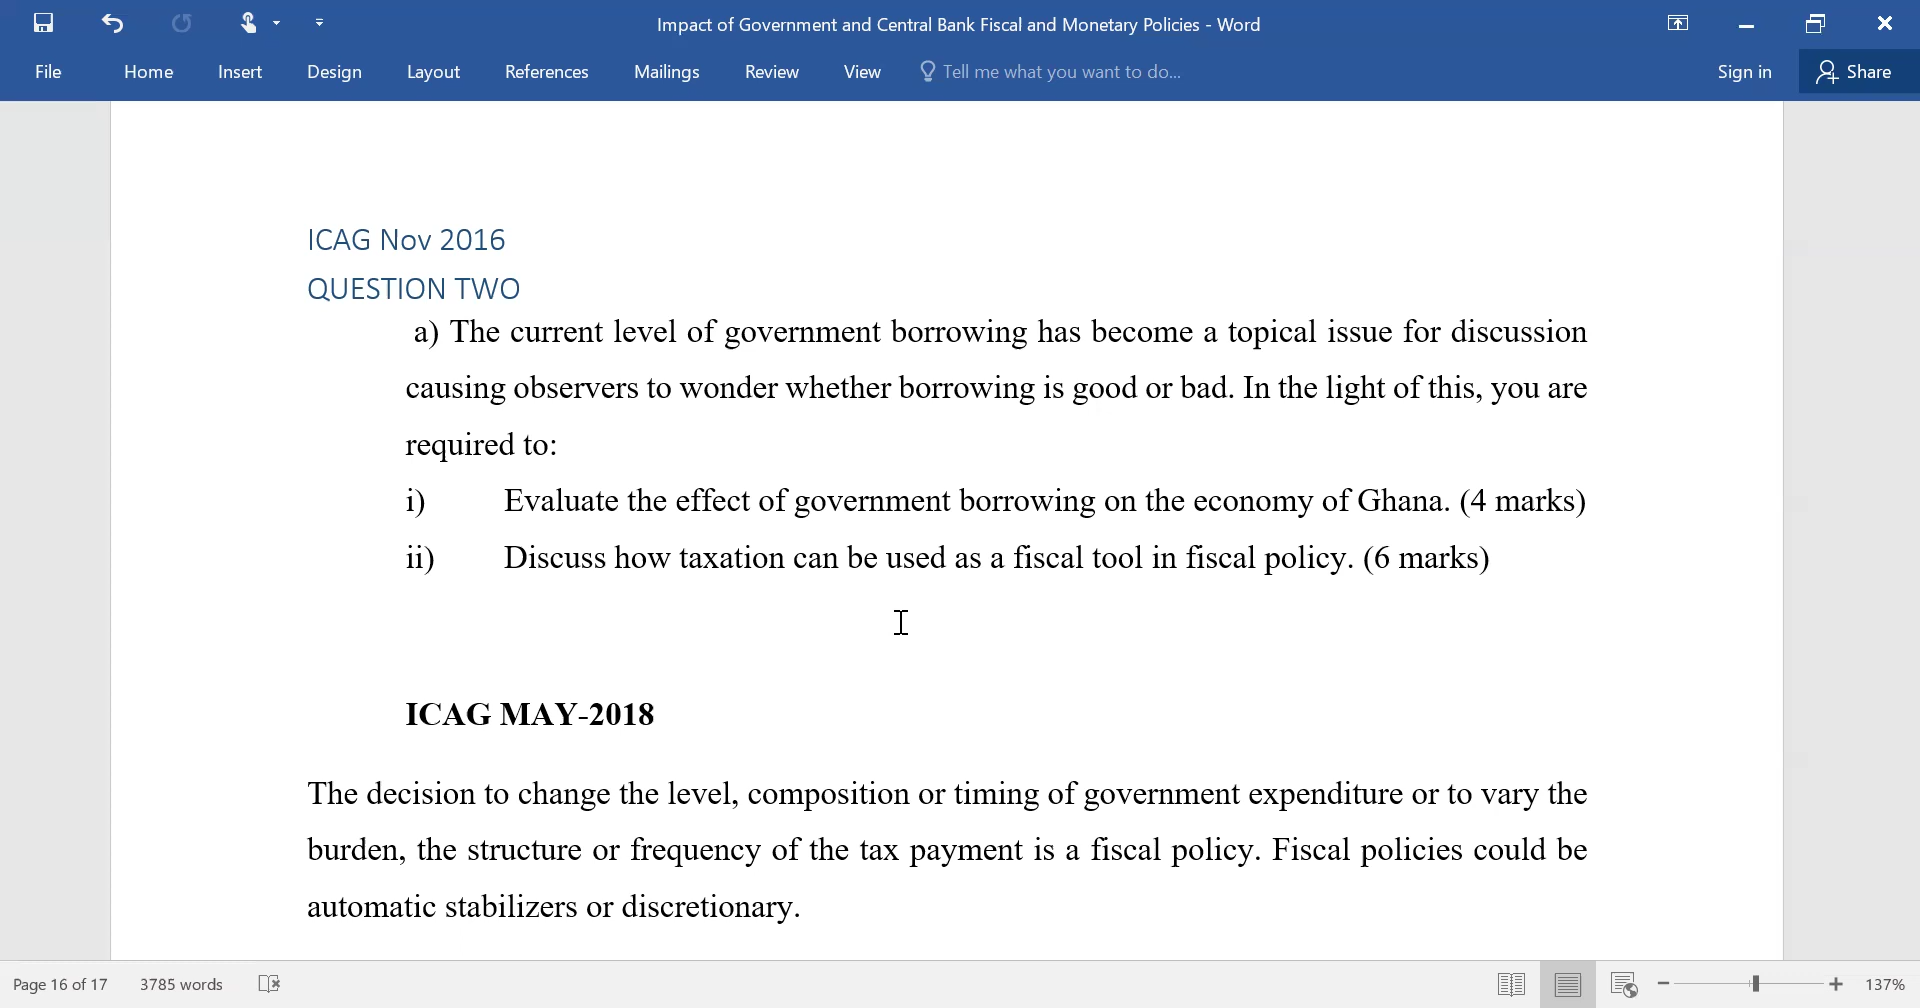 Impact of Government and Central Bank Fiscal and Monetary Policies - Word
File Home Insert Design Layout References Mailings Review View Tell me what you want to do... Sign in Share
ICAG Nov 2016
QUESTION TWO
a) The current level of government borrowing has become a topical issue for discussion
causing observers to wonder whether borrowing is good or bad. In the light of this, you are
required to:
i) Evaluate the effect of government borrowing on the economy of Ghana. (4 marks)
ii) Discuss how taxation can be used as a fiscal tool in fiscal policy. (6 marks)
ICAG MAY-2018
The decision to change the level, composition or timing of government expenditure or to vary the
burden, the structure or frequency of the tax payment is a fiscal policy. Fiscal policies could be
automatic stabilizers or discretionary.
Page 16 of 17 3785 words 137%